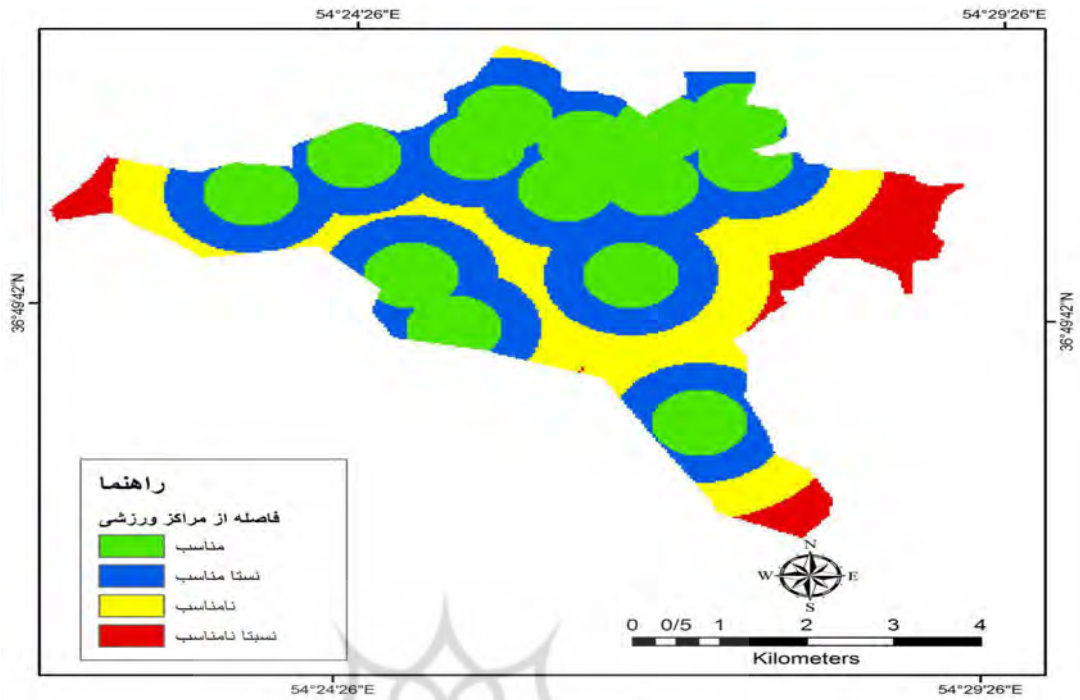 54°24'26"E
54°29'26"E
36°49'42"N
36°49'42"N
راهنما
فاصله از مراکز ورزشی
مناسب
نستا مناسب
نامناسب
نسبتا نامناسب
N
W E
S
0 0/5 1 2 3 4
Kilometers
54°24'26"E
54°29'26"E